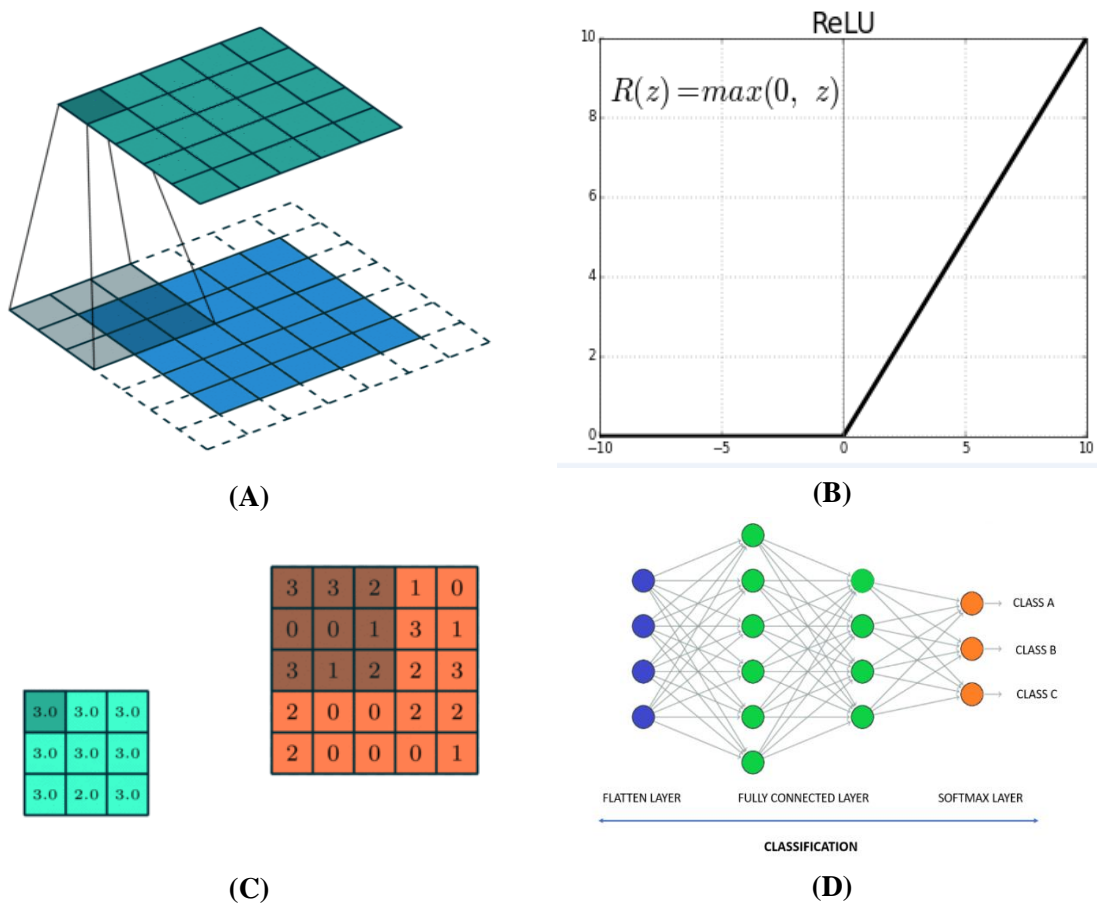 ReLU
R(z)=max(0, z)
10
8
6
4
2
0
−10 −5 0 5 10
(A)
(B)
3 3 2 1 0
0 0 1 3 1
3 1 2 2 3
2 0 0 2 2
2 0 0 0 1
3.0 3.0 3.0
3.0 3.0 3.0
3.0 2.0 3.0
(C)
CLASS A
CLASS B
CLASS C
FLATTEN LAYER FULLY CONNECTED LAYER SOFTMAX LAYER
CLASSIFICATION
(D)